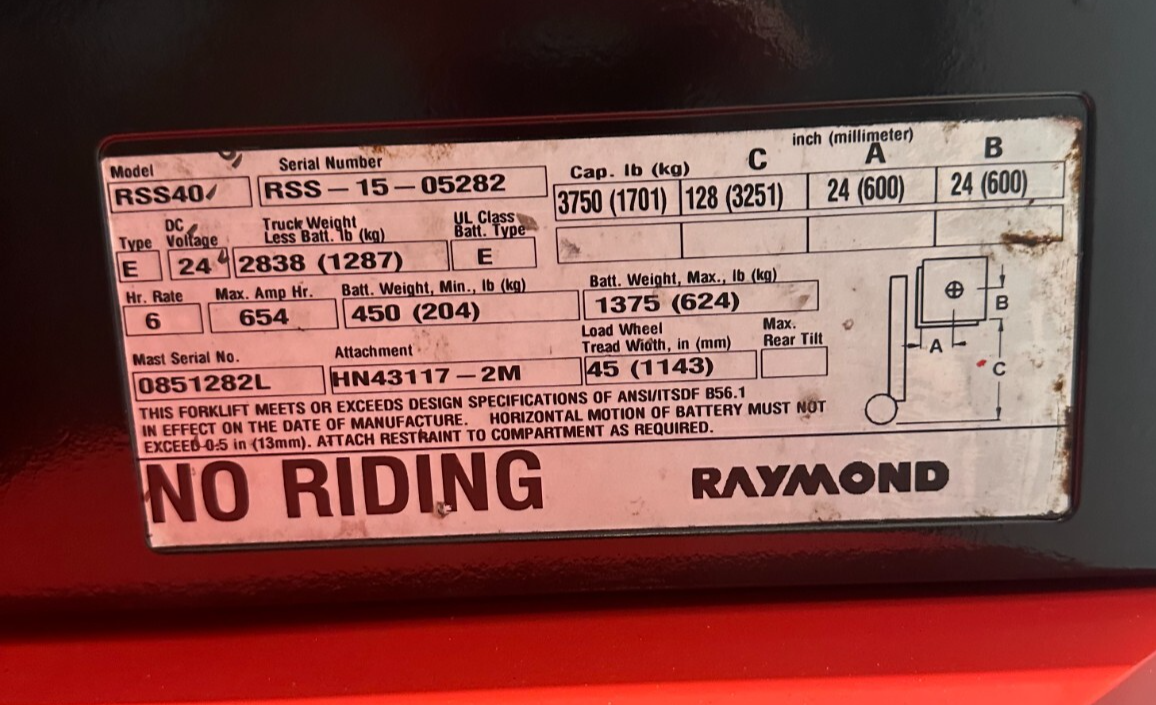 inch (millimeter)
Model Serial Number Cap. lb (kg) C A B
RSS40 RSS – 15 – 05282 3750 (1701) 128 (3251) 24 (600) 24 (600)
Type DC Voltage Truck Weight Less Batt. lb (kg) UL Class Batt. Type
E 24 2838 (1287) E
Hr. Rate Max. Amp Hr. Batt. Weight, Min., lb (kg) Batt. Weight, Max., lb (kg)
6 654 450 (204) 1375 (624)
Mast Serial No. Attachment Load Wheel Tread Width, in (mm) Max. Rear Tilt
0851282L HN43117 – 2M 45 (1143)
B
A
C
THIS FORKLIFT MEETS OR EXCEEDS DESIGN SPECIFICATIONS OF ANSI/ITSDF B56.1
IN EFFECT ON THE DATE OF MANUFACTURE. HORIZONTAL MOTION OF BATTERY MUST NOT
EXCEED 0.5 in (13mm). ATTACH RESTRAINT TO COMPARTMENT AS REQUIRED.
NO RIDING RAYMOND